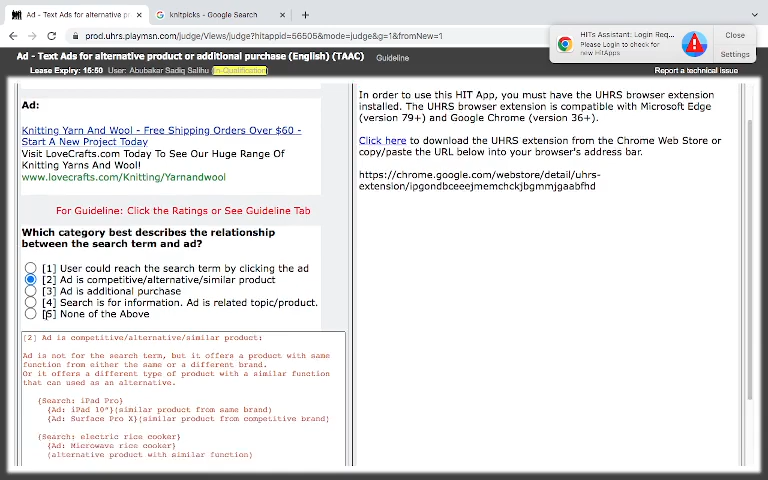 Ad - Text Ads for alternative pr
knitpicks - Google Search
prod.uhrs.playmsn.com/judge/Views/judge?hitappid=56505&mode=judge&g=1&fromNew=1
HITs Assistant: Login Req...
Please Login to check for
new HitApps
Close
Settings
Ad - Text Ads for alternative product or additional purchase (English) (TAAC)
Guideline
Lease Expiry: 16:50 User: Abubakar Sadiq Salihu (In-Qualification)
Report a technical issue
Ad:
Knitting Yarn And Wool - Free Shipping Orders Over $60 -
Start A New Project Today
Visit LoveCrafts.com Today To See Our Huge Range Of
Knitting Yarns And Wool!
www.lovecrafts.com/Knitting/Yarnandwool
For Guideline: Click the Ratings or See Guideline Tab
Which category best describes the relationship
between the search term and ad?
[1] User could reach the search term by clicking the ad
[2] Ad is competitive/alternative/similar product
[3] Ad is additional purchase
[4] Search is for information. Ad is related topic/product.
[5] None of the Above
[2] Ad is competitive/alternative/similar product:
Ad is not for the search term, but it offers a product with same
function from either the same or a different brand.
Or it offers a different type of product with a similar function
that can used as an alternative.
{Search: iPad Pro}
{Ad: iPad 10"}(similar product from same brand)
{Ad: Surface Pro X}(similar product from competitive brand)
{Search: electric rice cooker}
{Ad: Microwave rice cooker}
(alternative product with similar function)
In order to use this HIT App, you must have the UHRS browser extension
installed. The UHRS browser extension is compatible with Microsoft Edge
(version 79+) and Google Chrome (version 36+).
Click here to download the UHRS extension from the Chrome Web Store or
copy/paste the URL below into your browser's address bar.
https://chrome.google.com/webstore/detail/uhrs-
extension/ipgondbceeejmemchckjbgmmjgaabfhd